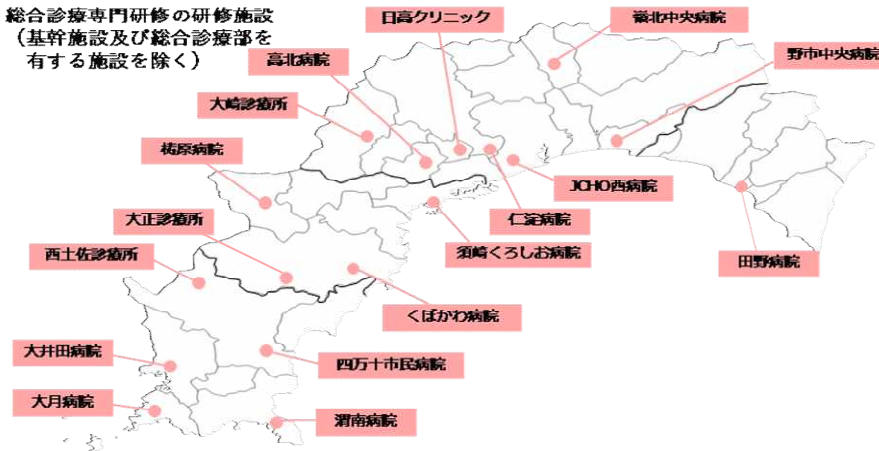 総合診療専門研修の研修施設
（基幹施設及び総合診療部を
有する施設を除く）
日高クリニック
嶺北中央病院
野市中央病院
高北病院
大崎診療所
梼原病院
JCHO西病院
仁淀病院
大正診療所
須崎くろしお病院
田野病院
西土佐診療所
くぼかわ病院
大井田病院
四万十市民病院
大月病院
渭南病院